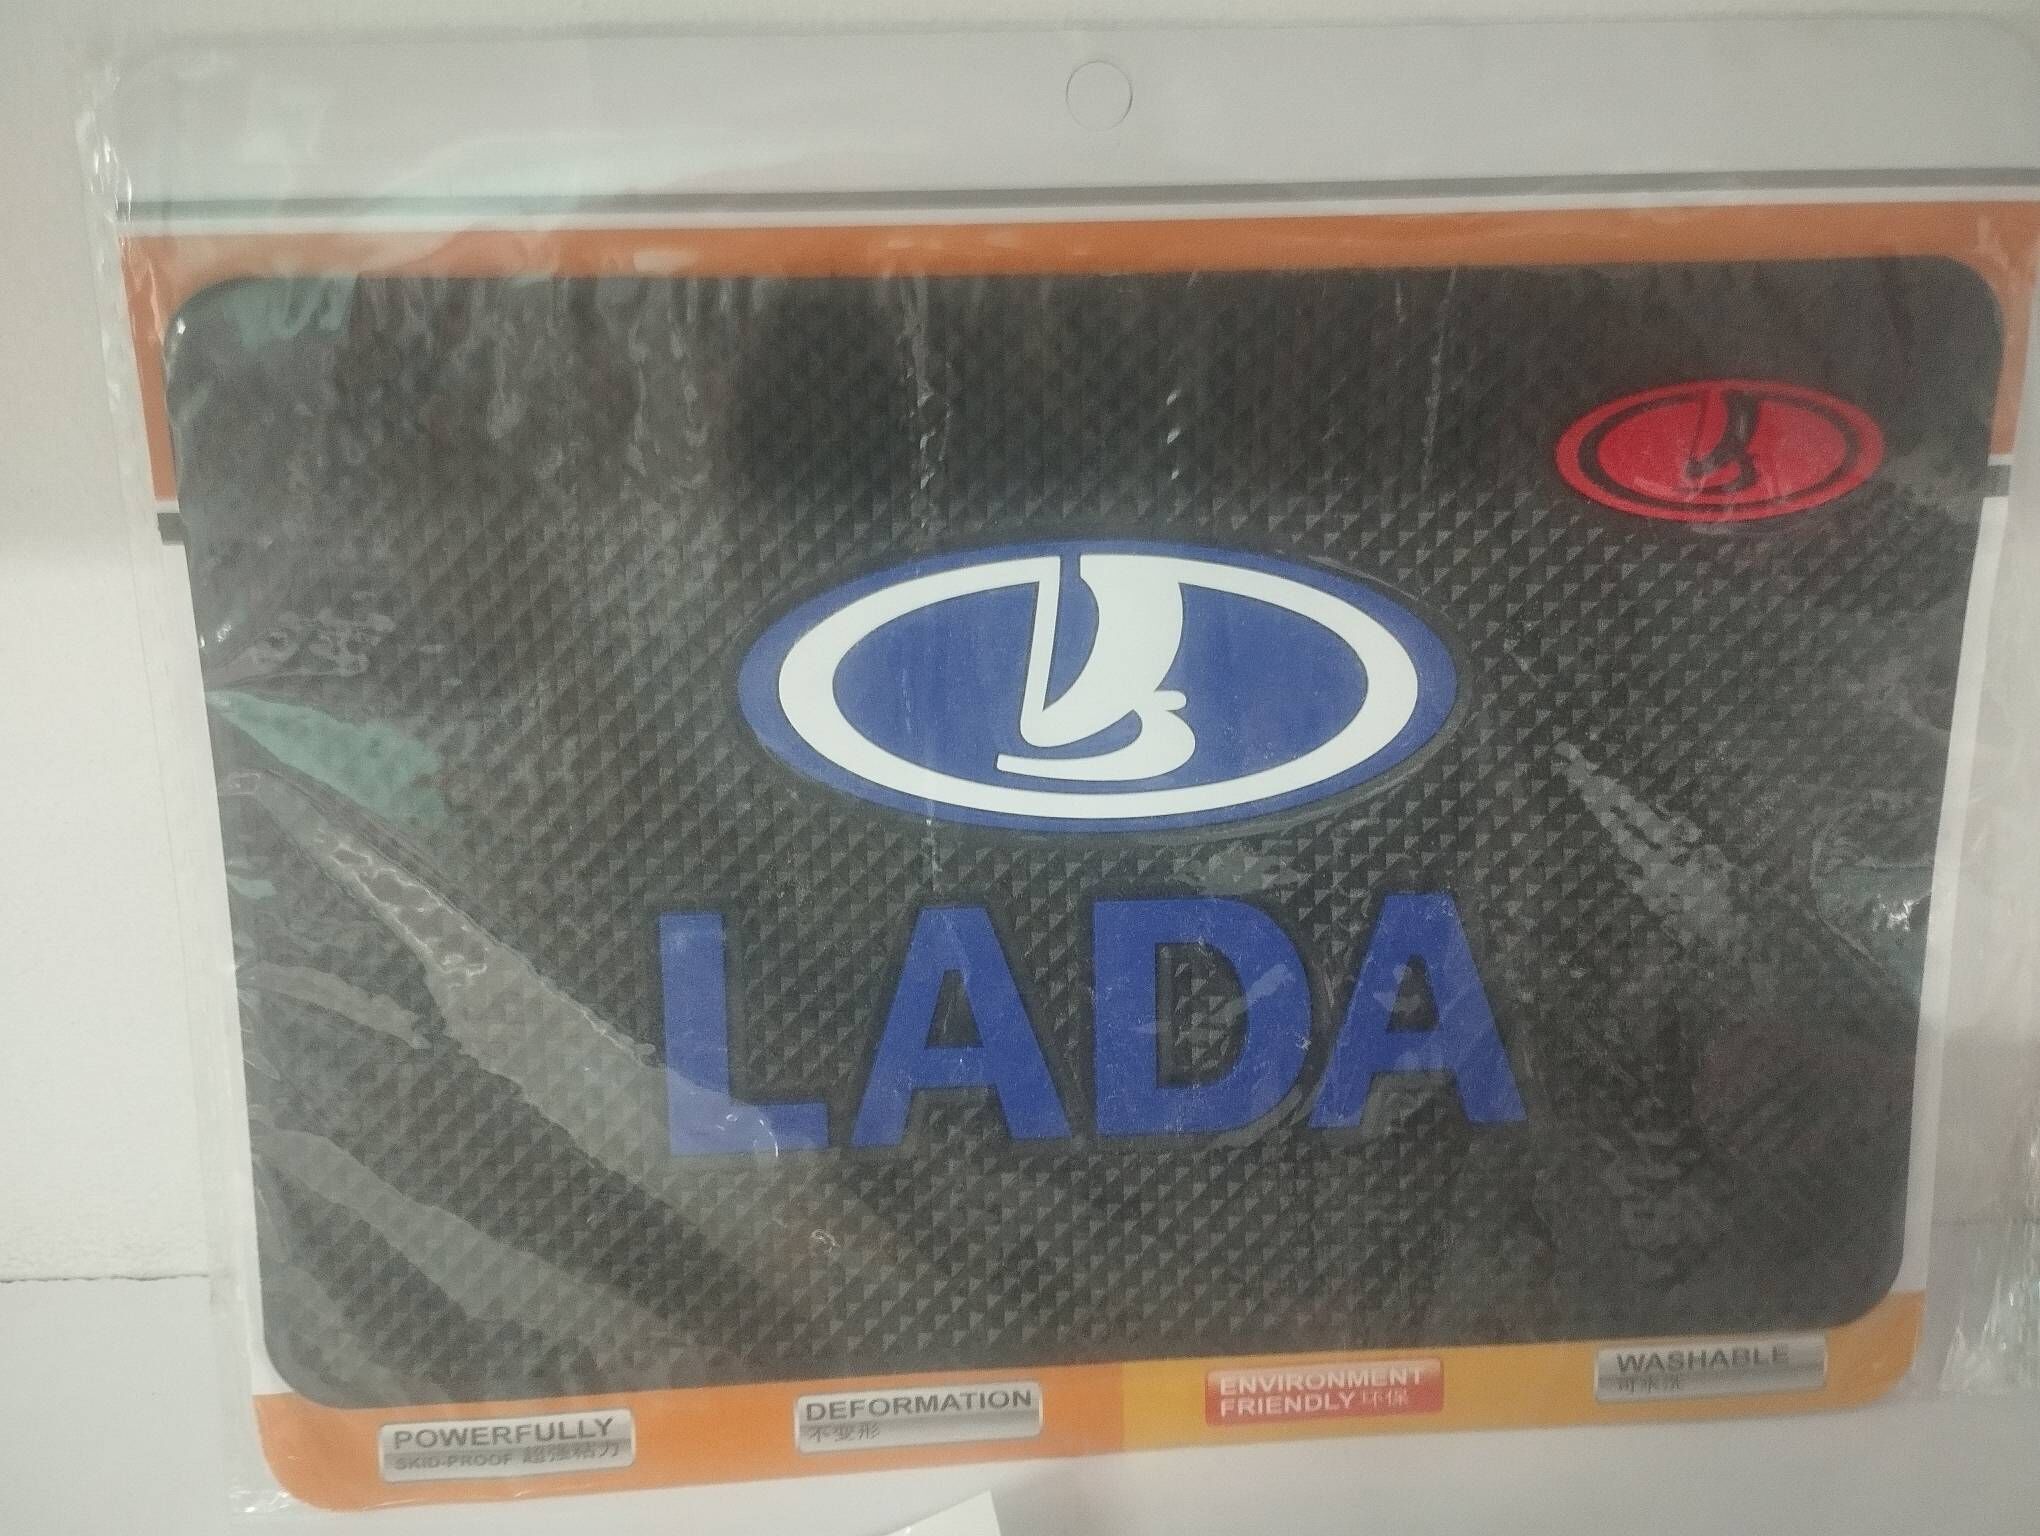 LADA
POWERFULLY
SKID-PROOF 超强粘力
DEFORMATION
不变形
ENVIRONMENT
FRIENDLY 环保
WASHABLE
可水洗